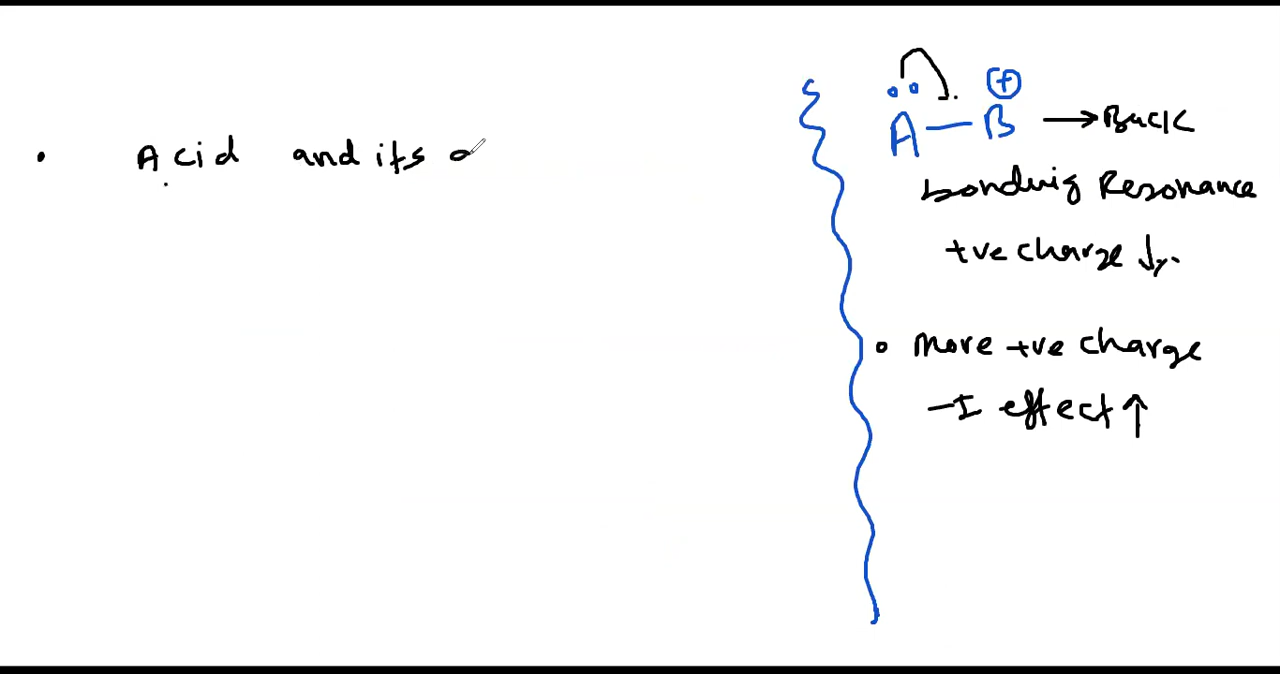 • Acid and its
A — B ⊕ → Back
bonding Resonance
+ve charge ↓
• More +ve charge
-I effect ↑